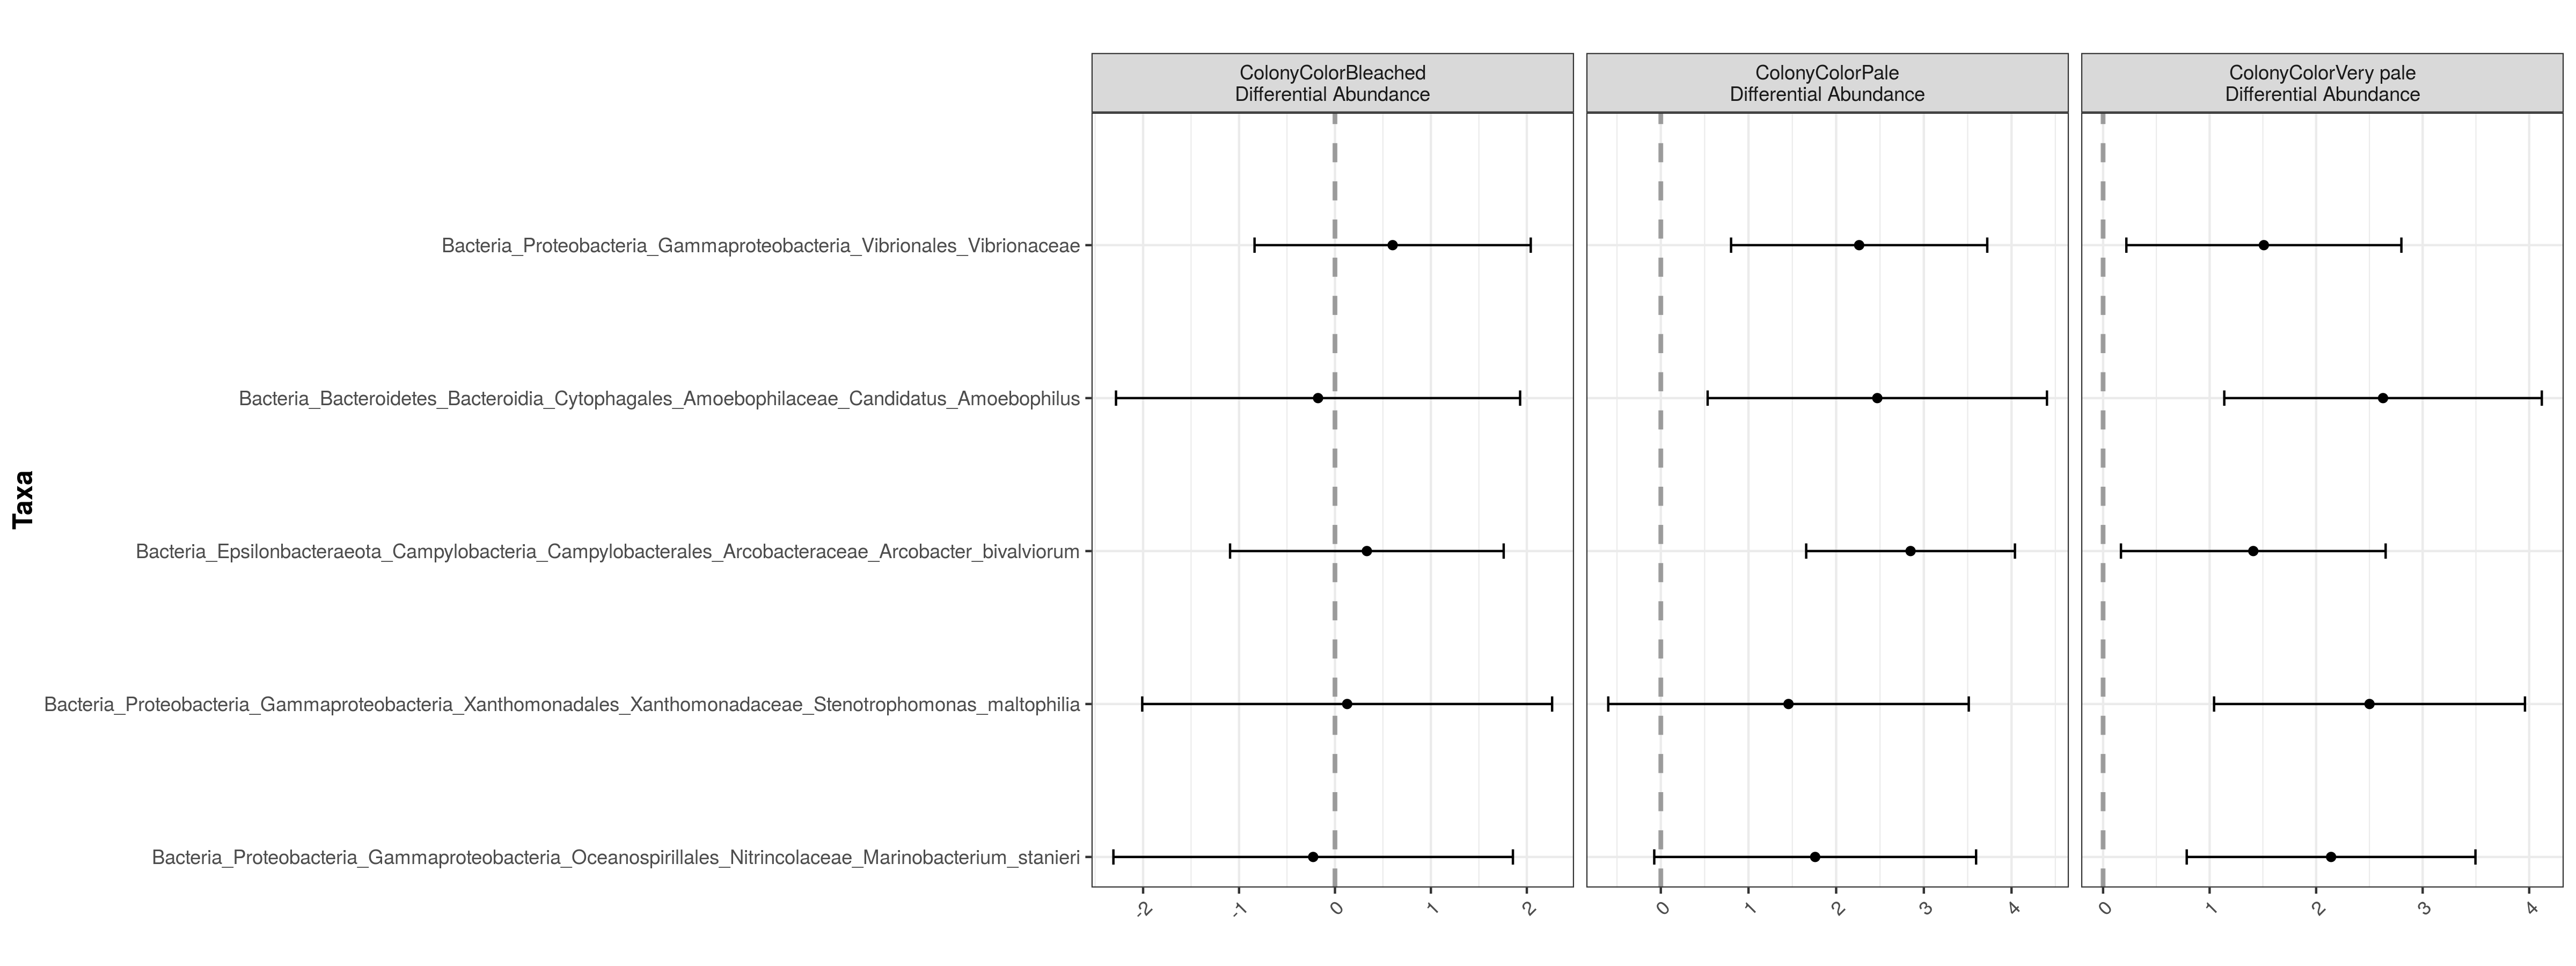 ColonyColorBleached
Differential Abundance
ColonyColorPale
Differential Abundance
ColonyColorVery pale
Differential Abundance
Taxa
Bacteria_Proteobacteria_Gammaproteobacteria_Vibrionales_Vibrionaceae
Bacteria_Bacteroidetes_Bacteroidia_Cytophagales_Amoebophilaceae_Candidatus_Amoebophilus
Bacteria_Epsilonbacteraeota_Campylobacteria_Campylobacterales_Arcobacteraceae_Arcobacter_bivalviorum
Bacteria_Proteobacteria_Gammaproteobacteria_Xanthomonadales_Xanthomonadaceae_Stenotrophomonas_maltophilia
Bacteria_Proteobacteria_Gammaproteobacteria_Oceanospirillales_Nitrincolaceae_Marinobacterium_stanieri
-2 -1 0 1 2
0 1 2 3 4
0 1 2 3 4